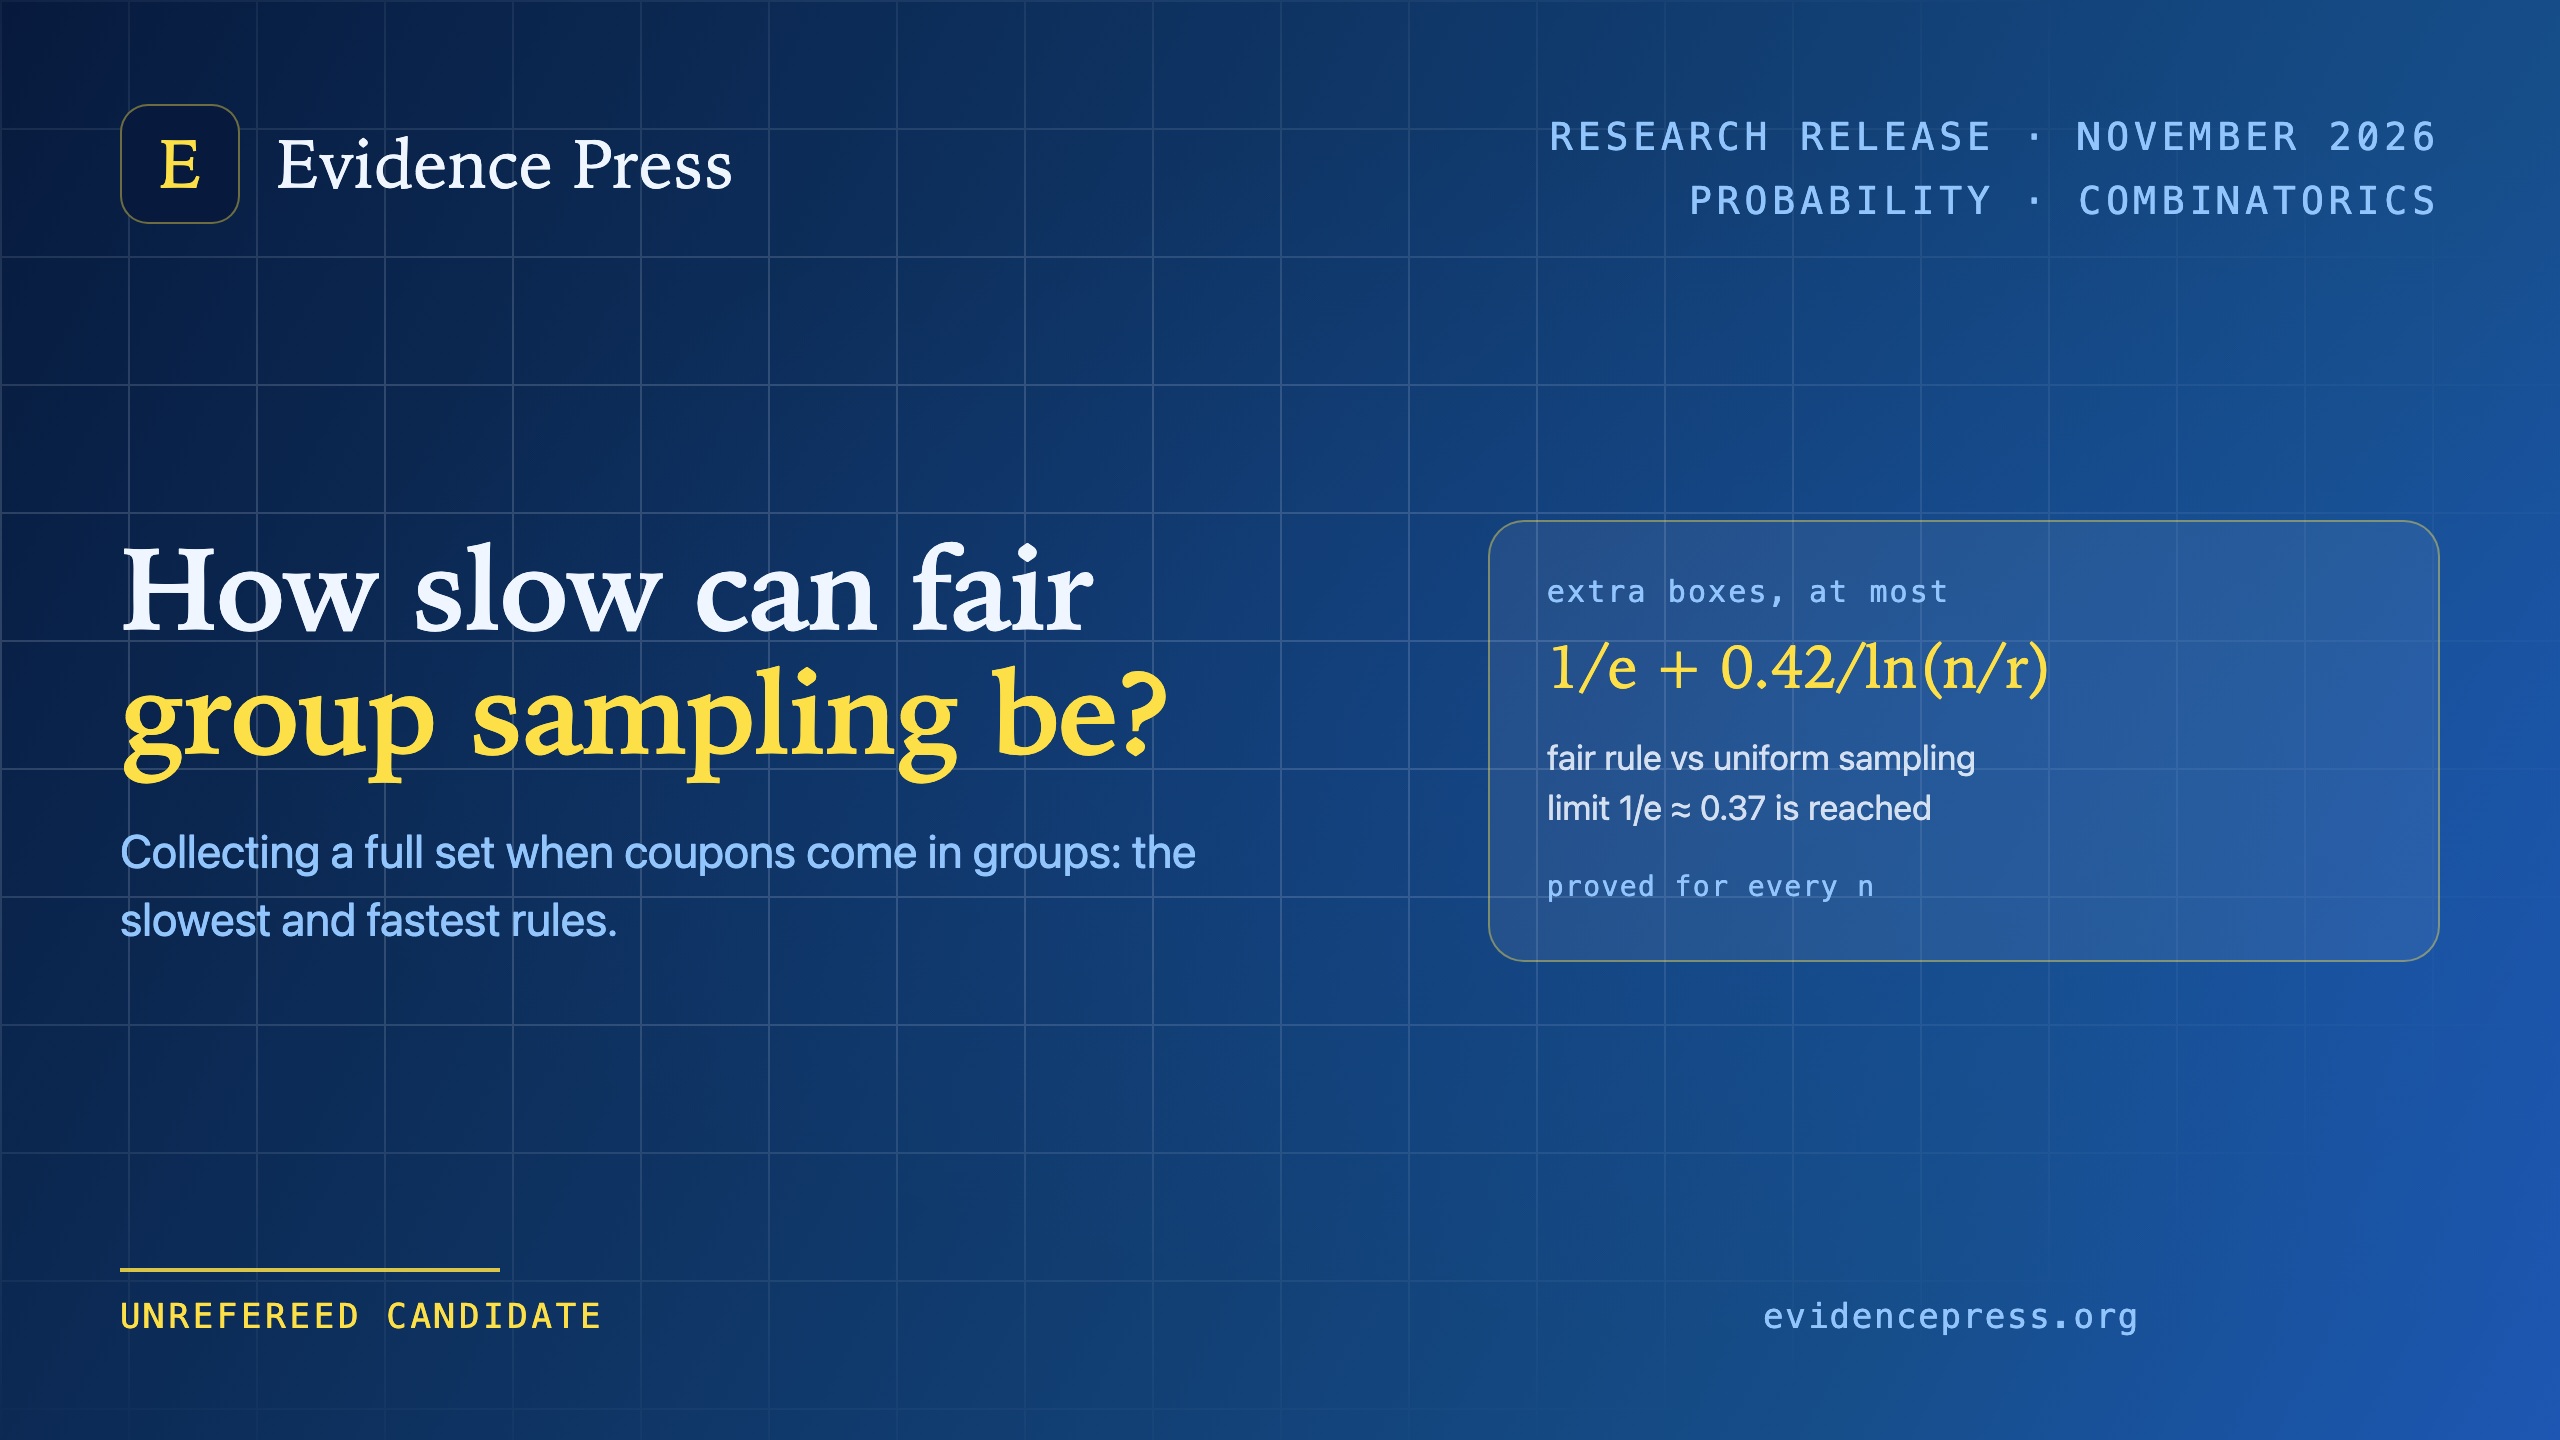 E
Evidence Press
RESEARCH RELEASE · NOVEMBER 2026
PROBABILITY · COMBINATORICS
How slow can fair
group sampling be?
Collecting a full set when coupons come in groups: the
slowest and fastest rules.
extra boxes, at most
1/e + 0.42/ln(n/r)
fair rule vs uniform sampling
limit 1/e ≈ 0.37 is reached
proved for every n
UNREFEREED CANDIDATE
evidencepress.org